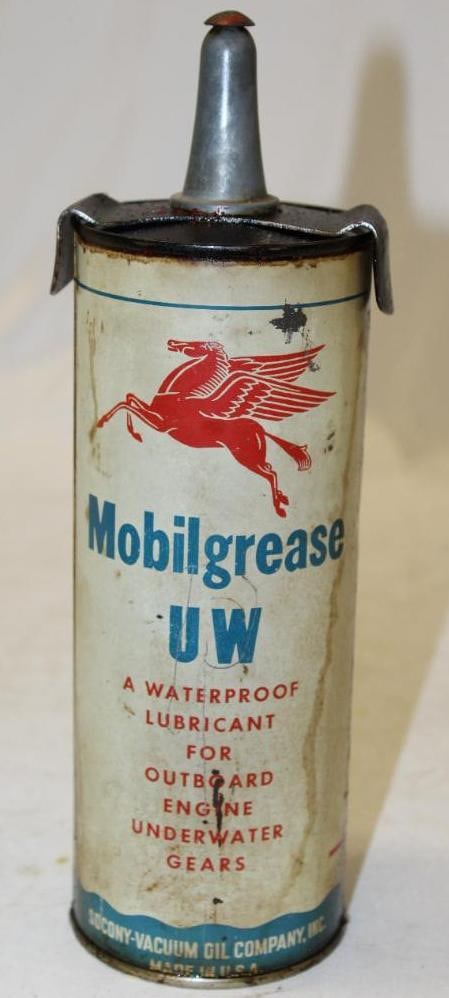 Mobilgrease
UW
A WATERPROOF
LUBRICANT
FOR
OUTBOARD
ENGINE
UNDERWATER
GEARS
SOCONY-VACUUM OIL COMPANY, INC.
MADE IN U.S.A.